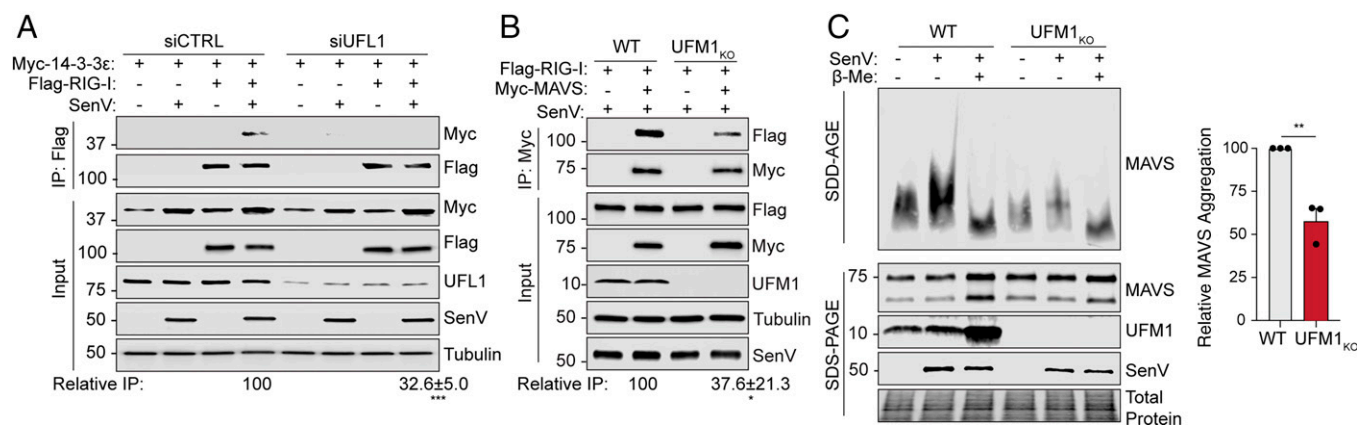 A
siCTRL siUFL1
Myc-14-3-3ε: + + + + + + + +
Flag-RIG-I: - - + + - - + +
SenV: - + - + - + - +
IP: Flag
37 Myc
100 Flag
Input
37 Myc
100 Flag
75 UFL1
50 SenV
50 Tubulin
Relative IP: 100 32.6±5.0
***
B
WT UFM1KO
Flag-RIG-I: + + + +
Myc-MAVS: - + - +
SenV: + + + +
IP: Myc
100 Flag
75 Myc
Input
100 Flag
75 Myc
10 UFM1
50 Tubulin
50 SenV
Relative IP: 100 37.6±21.3
*
C
WT UFM1KO
SenV: - + + - + +
β-Me: - - + - - +
SDD-AGE
MAVS
SDS-PAGE
75 MAVS
10 UFM1
50 SenV
Total
Protein
Relative MAVS Aggregation
**
100
75
50
25
0
WT UFM1KO